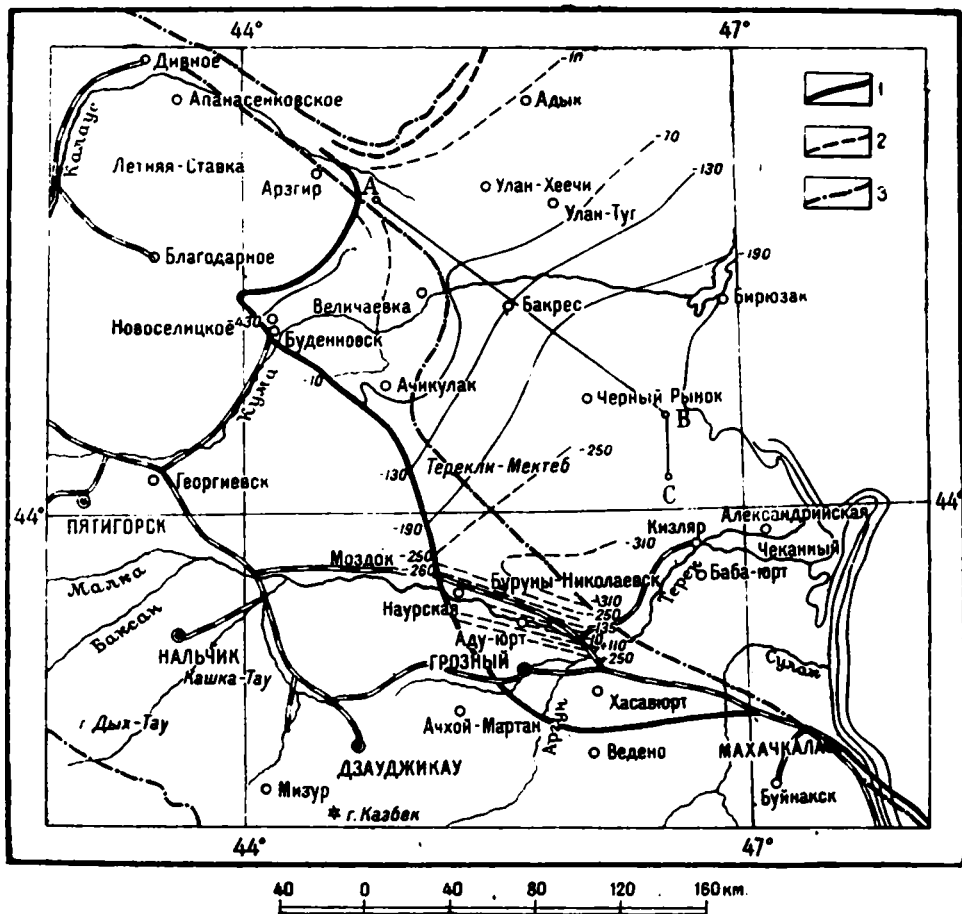 44°
47°
Дивное
Апанасенковское
Калаус
Летняя-Ставка
Арзгир
А
-10
Адык
-70
-130
-190
1
2
3
Улан-Хеечи
Улан-Туг
Благодарное
Величаевка
Бакрес
Бирюзак
Новоселицкое
-430
Буденновск
Кума
-10
Ачикулак
Черный Рынок
В
С
Терекли-Мектеб
-250
-130
Георгиевск
ПЯТИГОРСК
44°
44°
-190
-250
-260
-310
Кизляр
Александрийская
Чеканный
Моздок
Буруны-Николаевск
Терек
Баба-юрт
Малка
Баксан
Наурская
-310
250
-135
-10
+110
-250
Аду-юрт
НАЛЬЧИК
Кашка-Тау
ГРОЗНЫЙ
Сулак
г. Дых-Тау
Хасавюрт
Ачхой-Мартан
Аргун
Ведено
МАХАЧКАЛА
ДЗАУДЖИКАУ
Мизур
г. Казбек
Буйнакск
44°
47°
40 0 40 80 120 160 км.